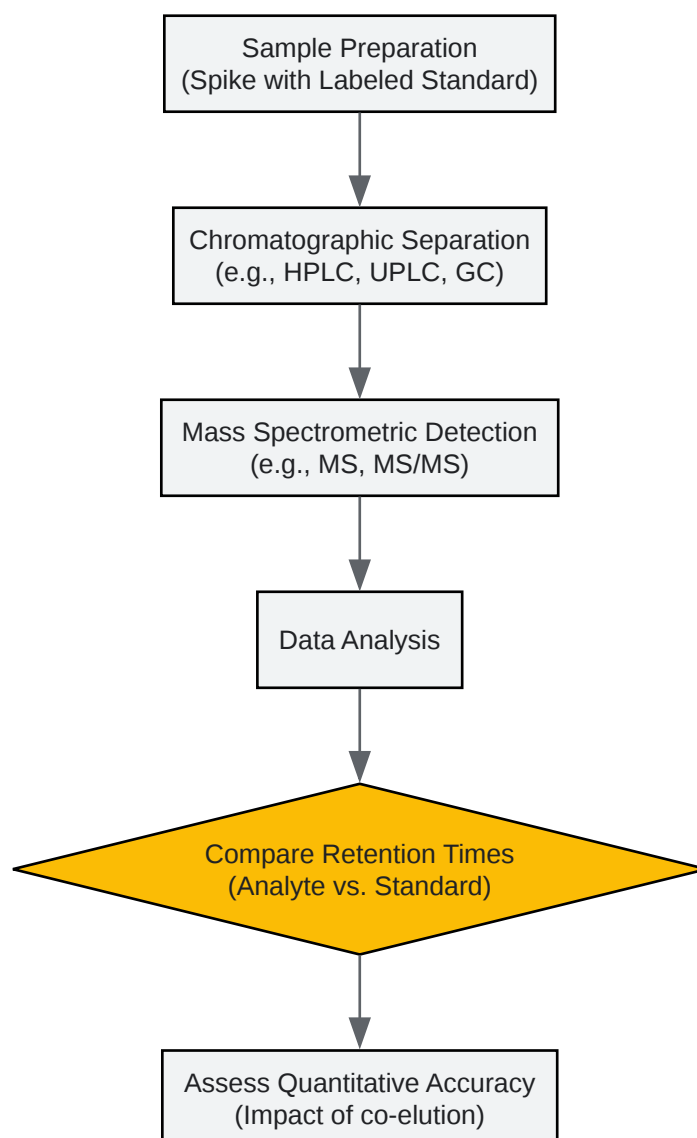 Sample Preparation
(Spike with Labeled Standard)
Chromatographic Separation
(e.g., HPLC, UPLC, GC)
Mass Spectrometric Detection
(e.g., MS, MS/MS)
Data Analysis
Compare Retention Times
(Analyte vs. Standard)
Assess Quantitative Accuracy
(Impact of co-elution)